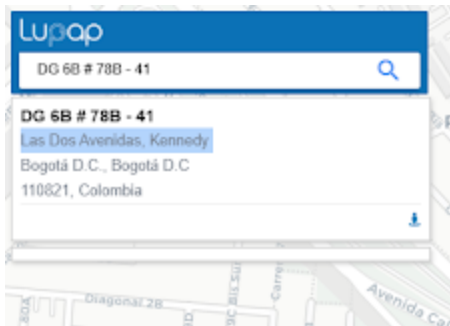 Lupap
DG 6B # 78B - 41
DG 6B # 78B - 41
Las Dos Avenidas, Kennedy
Bogotá D.C., Bogotá D.C
110821, Colombia
Diagonal 2B
80A
Avenida